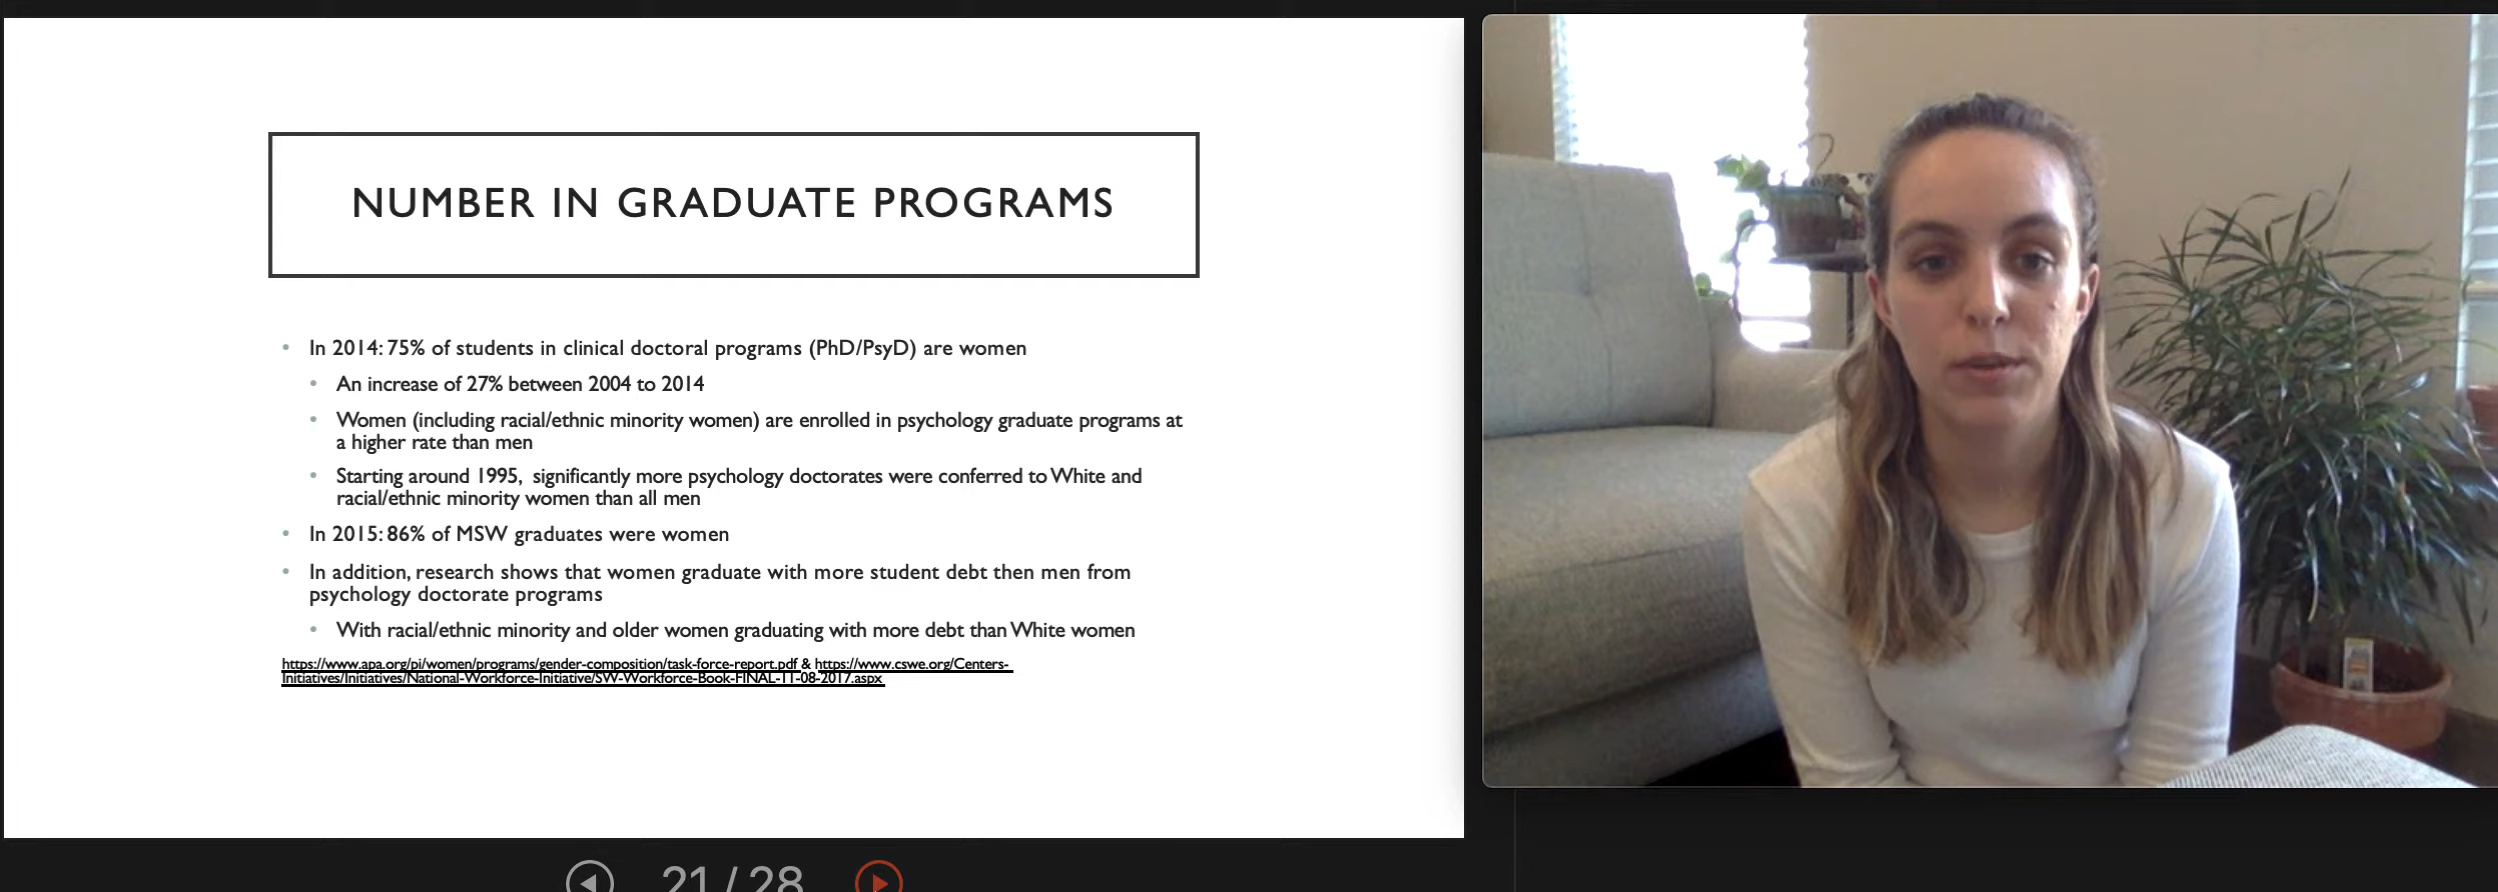 NUMBER IN GRADUATE PROGRAMS
In 2014: 75% of students in clinical doctoral programs (PhD/PsyD) are women
An increase of 27% between 2004 to 2014
Women (including racial/ethnic minority women) are enrolled in psychology graduate programs at
a higher rate than men
Starting around 1995, significantly more psychology doctorates were conferred to White and
racial/ethnic minority women than all men
In 2015: 86% of MSW graduates were women
In addition, research shows that women graduate with more student debt then men from
psychology doctorate programs
With racial/ethnic minority and older women graduating with more debt than White women
https://www.apa.org/pi/women/programs/gender-composition/task-force-report.pdf & https://www.cswe.org/Centers-
Initiatives/Initiatives/National-Workforce-Initiative/SW-Workforce-Book-FINAL-11-08-2017.aspx
21 / 28